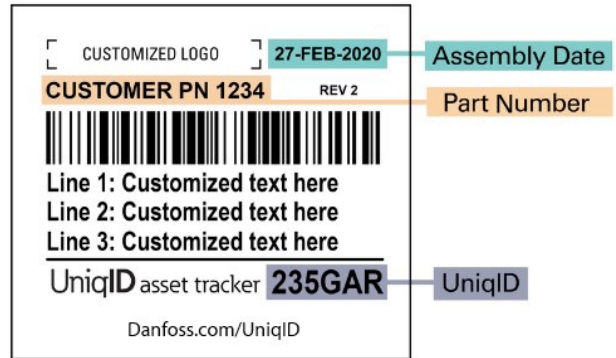 CUSTOMIZED LOGO 27-FEB-2020 Assembly Date
CUSTOMER PN 1234 REV 2 Part Number
Line 1: Customized text here
Line 2: Customized text here
Line 3: Customized text here
UniqID asset tracker 235GAR UniqID
Danfoss.com/UniqID